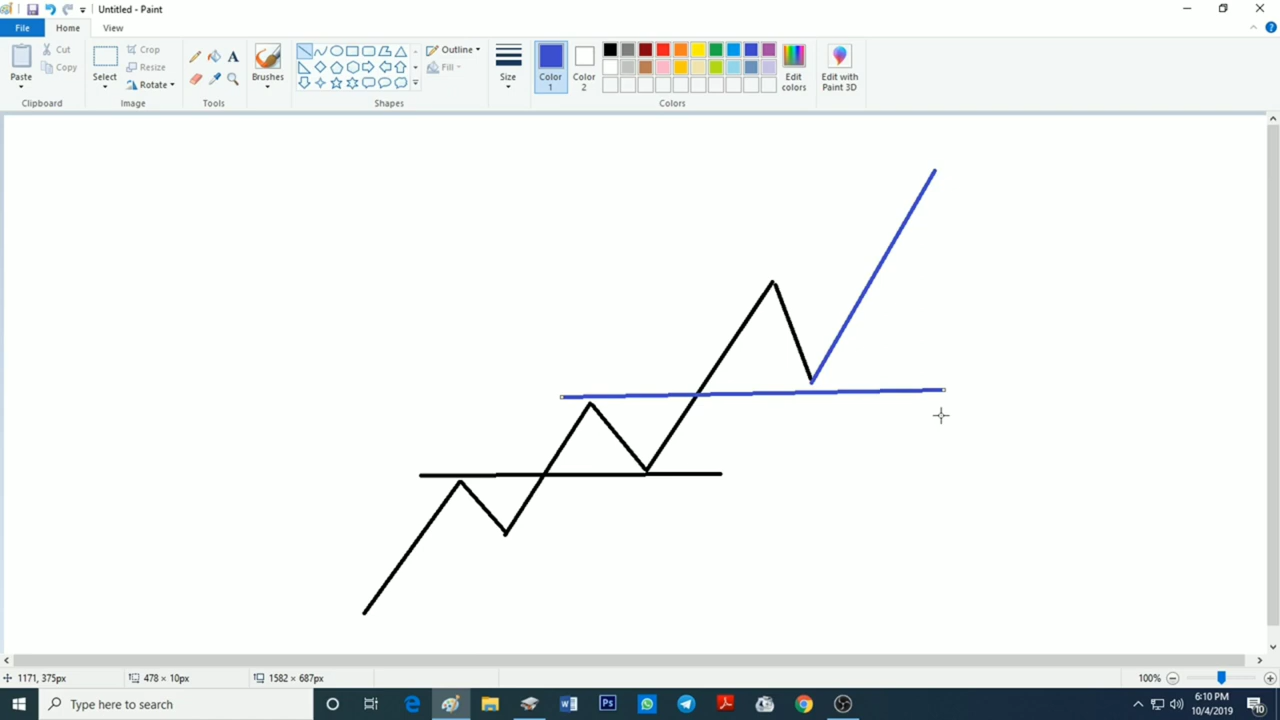 Untitled - Paint
File
Home
View
Paste
Cut
Copy
Clipboard
Select
Crop
Resize
Rotate
Image
A
Tools
Brushes
Outline
Fill
Shapes
Size
Color 1
Color 2
Edit colors
Colors
Edit with Paint 3D
1171, 375px
478 × 10px
1582 × 687px
100%
Type here to search
Ps
6:10 PM
10/4/2019
10